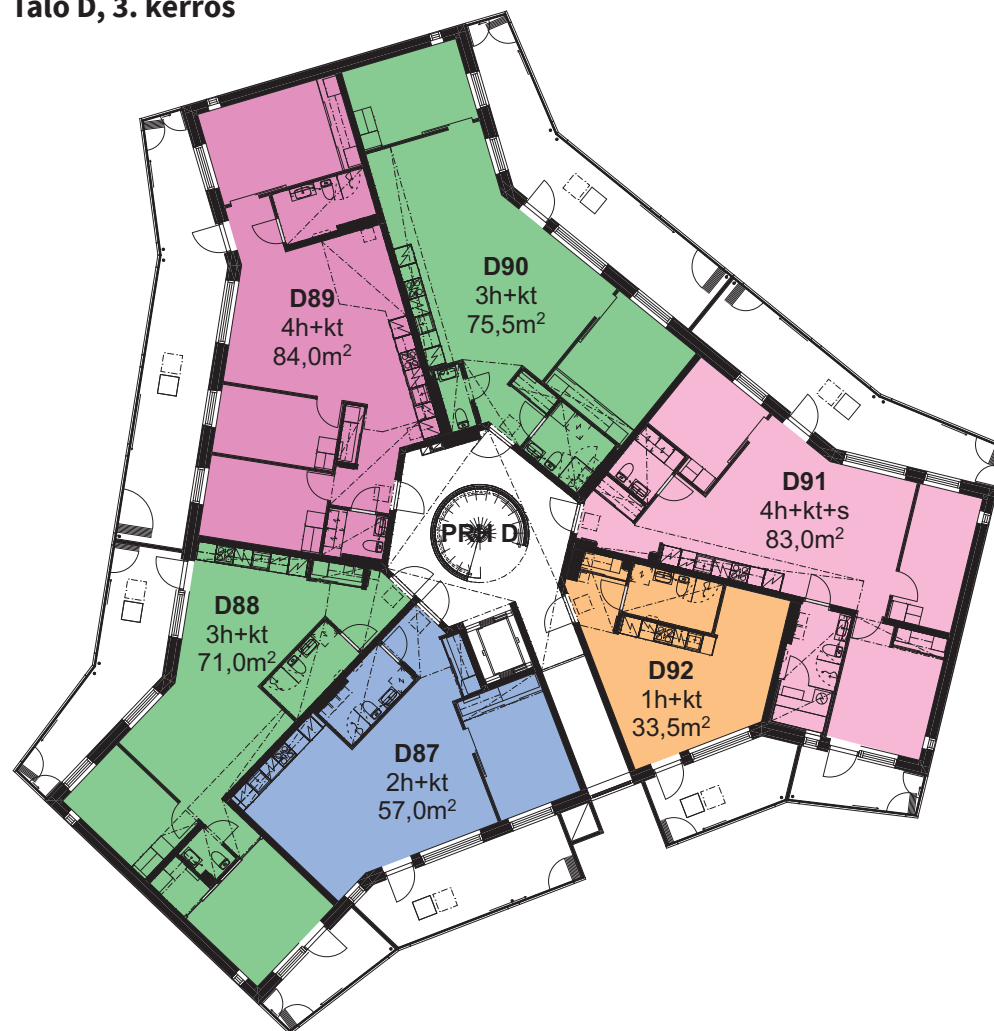 Talo D, 3. kerros
D90
3h+kt
75,5m²
D89
4h+kt
84,0m²
D91
4h+kt+s
83,0m²
PRH D
D88
3h+kt
71,0m²
D92
1h+kt
33,5m²
D87
2h+kt
57,0m²